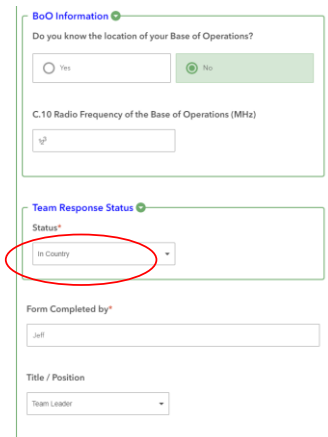 BoO Information
Do you know the location of your Base of Operations?
Yes
No
C.10 Radio Frequency of the Base of Operations (MHz)
Team Response Status
Status*
In Country
Form Completed by*
Jeff
Title / Position
Team Leader